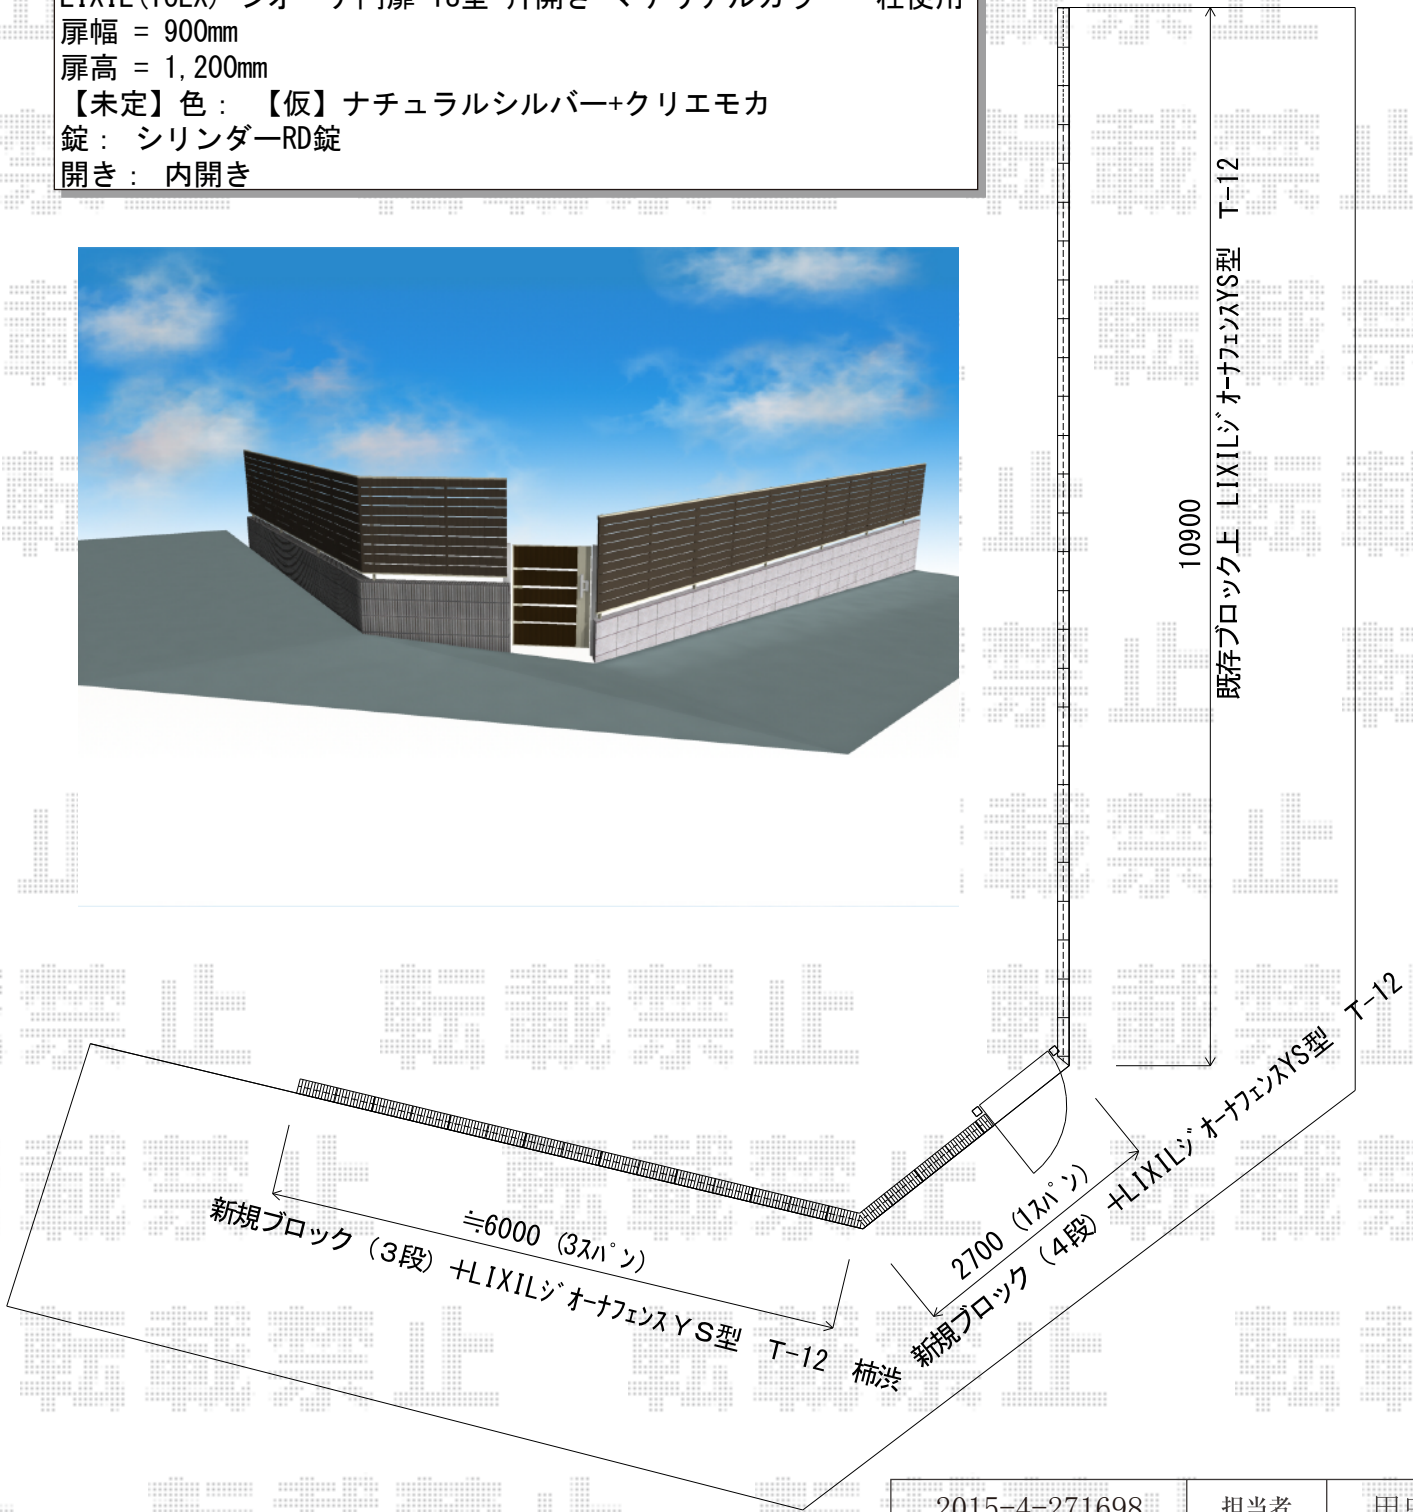 扉幅 = 900mm
扉高 = 1,200mm
【未定】色： 【仮】ナチュラルシルバー+クリエモカ
錠： シリンダーRD錠
開き： 内開き
10900
既存ブロック上 LIXILジオーナフェンスYS型 T-12
≒6000 (3スパン)
新規ブロック（3段）+LIXILジオーナフェンスYS型 T-12 柿渋
2700 (1スパン)
新規ブロック（4段）+LIXILジオーナフェンスYS型 T-12
転載禁止
2015-4-271698 担当者